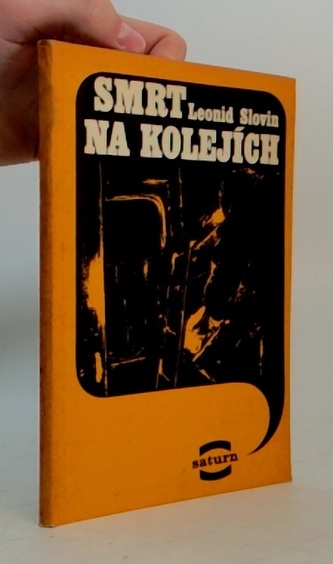 SMRT
Leonid Slovin
NA KOLEJÍCH
saturn